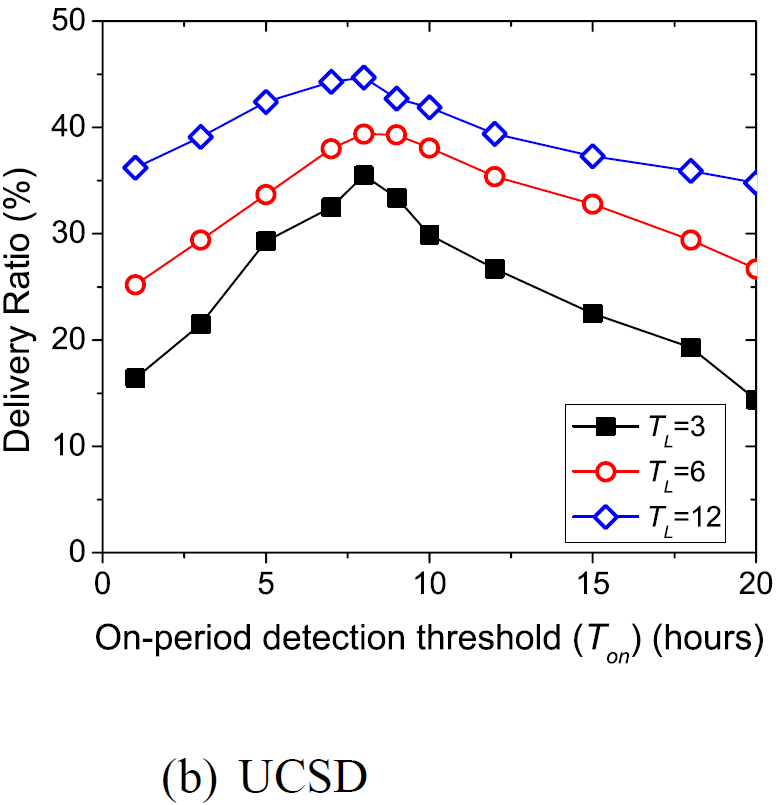 50
40
30
20
10
0
Delivery Ratio (%)
T_L=3
T_L=6
T_L=12
0 5 10 15 20
On-period detection threshold (T_on) (hours)
(b) UCSD